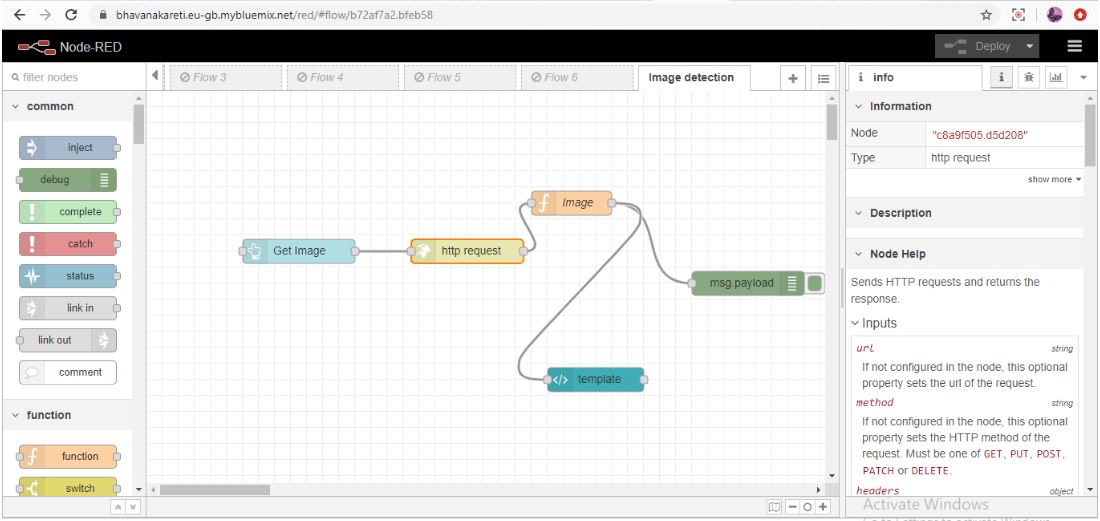 bhavanakareti.eu-gb.mybluemix.net/red/#flow/b72af7a2.bfeb58
Node-RED
Deploy
filter nodes
Flow 3
Flow 4
Flow 5
Flow 6
Image detection
i info
i
common
inject
debug
complete
catch
status
link in
link out
comment
function
function
switch
Get Image
http request
Image
msg.payload
template
Information
Node "c8a9f505.d5d208"
Type http request
show more
Description
Node Help
Sends HTTP requests and returns the
response.
Inputs
url string
If not configured in the node, this optional
property sets the url of the request.
method string
If not configured in the node, this optional
property sets the HTTP method of the
request. Must be one of GET, PUT, POST,
PATCH or DELETE.
headers object
Activate Windows